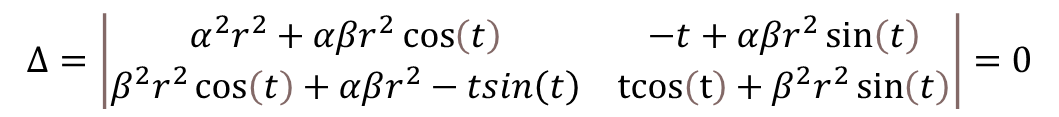 Δ = |α²r² + αβr² cos(t)    −t + αβr² sin(t)|
|β²r² cos(t) + αβr² − tsin(t)    tcos(t) + β²r² sin(t)| = 0